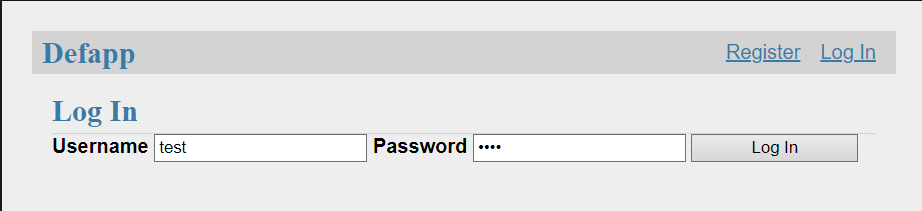 Defapp Register Log In
Log In
Username test Password •••• Log In